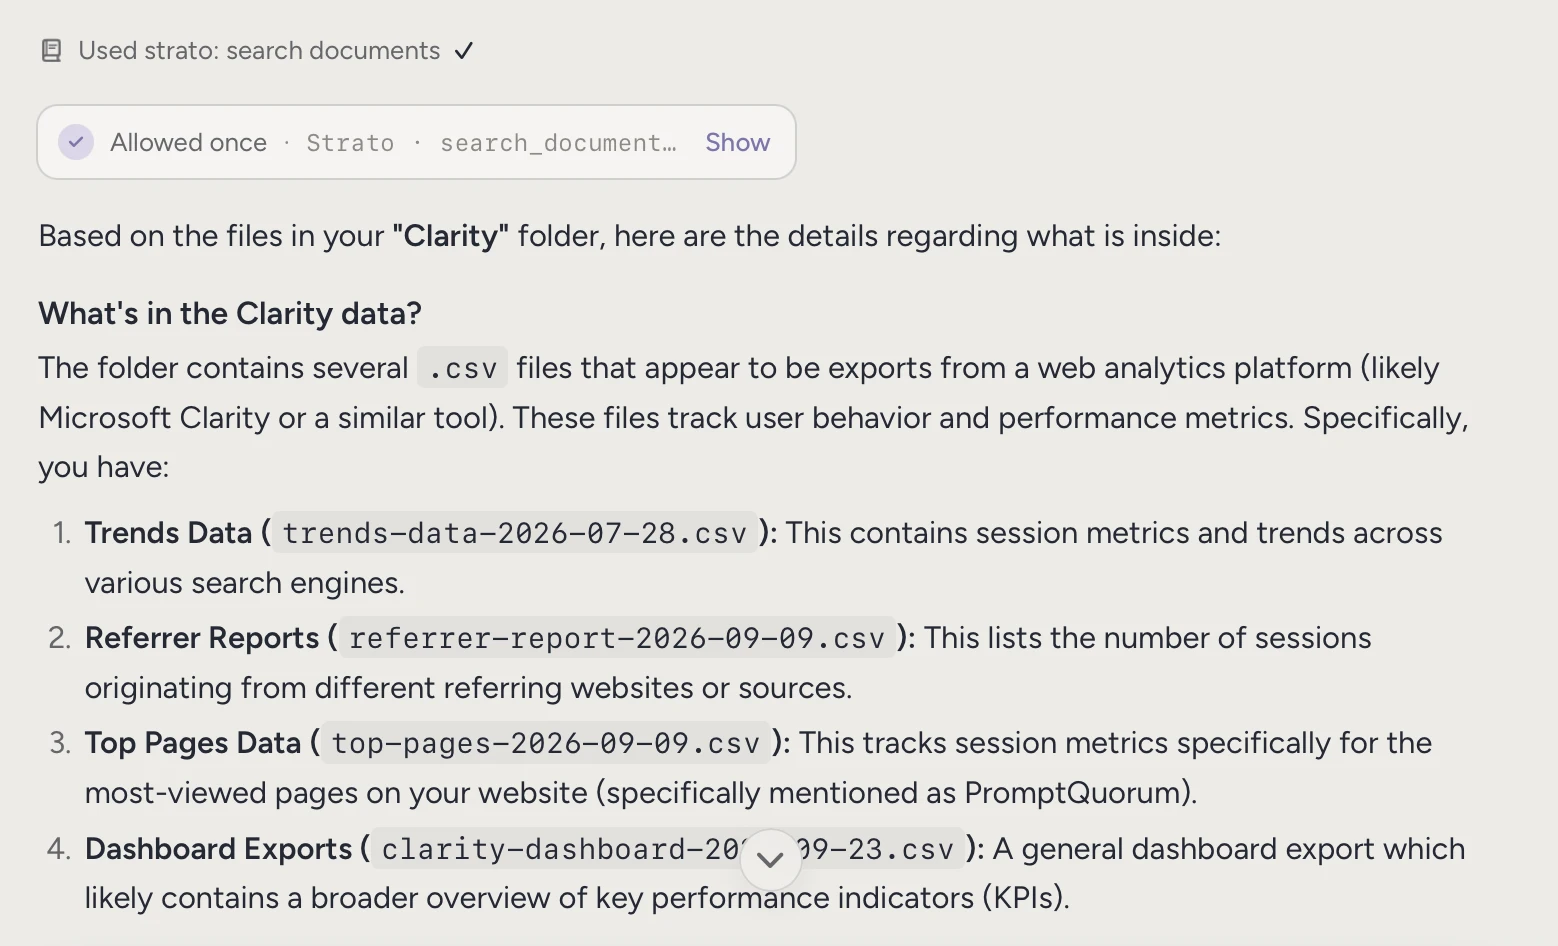 Used strato: search documents
Allowed once · Strato · search_document… Show
Based on the files in your "Clarity" folder, here are the details regarding what is inside:
What's in the Clarity data?
The folder contains several .csv files that appear to be exports from a web analytics platform (likely
Microsoft Clarity or a similar tool). These files track user behavior and performance metrics. Specifically,
you have:
1. Trends Data (trends-data-2026-07-28.csv): This contains session metrics and trends across
various search engines.
2. Referrer Reports (referrer-report-2026-09-09.csv): This lists the number of sessions
originating from different referring websites or sources.
3. Top Pages Data (top-pages-2026-09-09.csv): This tracks session metrics specifically for the
most-viewed pages on your website (specifically mentioned as PromptQuorum).
4. Dashboard Exports ( 09-23.csv): A general dashboard export which
likely contains a broader overview of key performance indicators (KPIs).